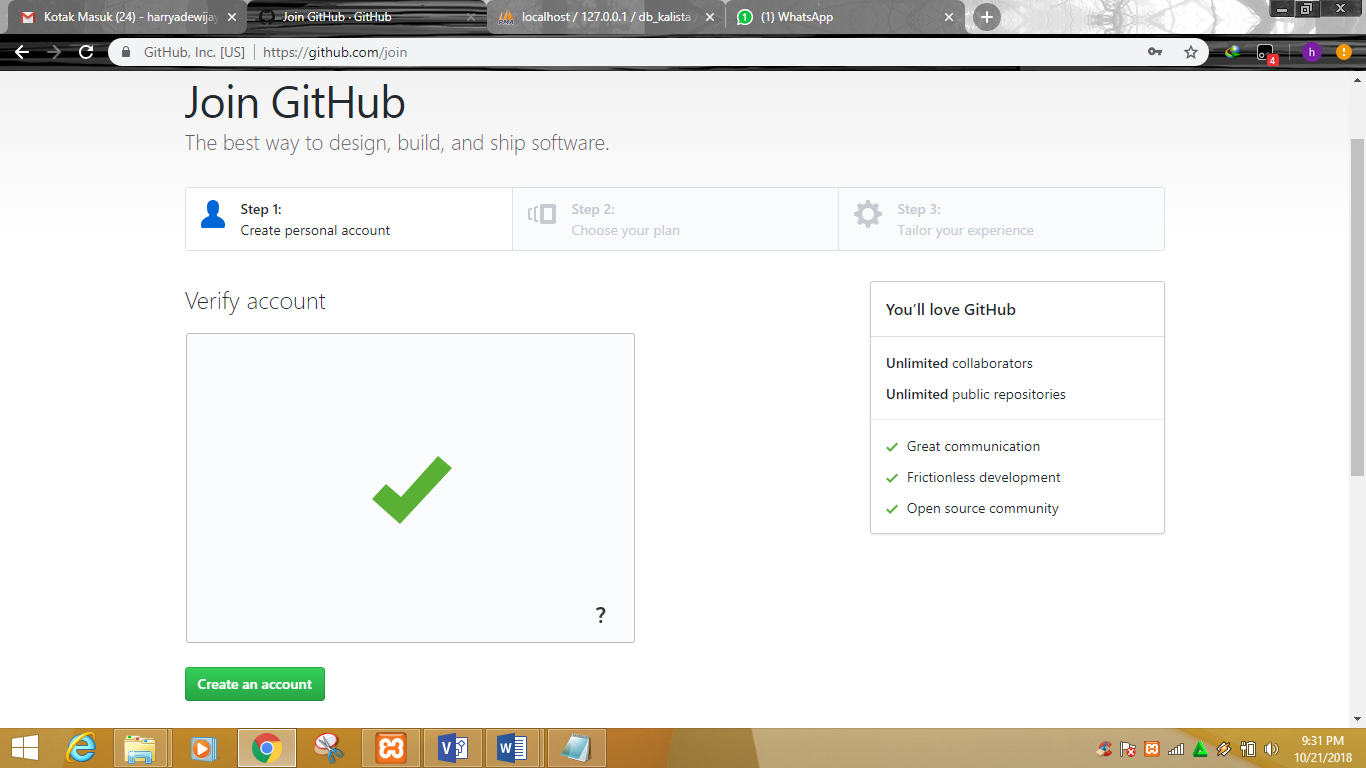 Kotak Masuk (24) - harryadewijay
Join GitHub · GitHub
localhost / 127.0.0.1 / db_kalista
(1) WhatsApp
GitHub, Inc. [US]
https://github.com/join
4
h
Join GitHub
The best way to design, build, and ship software.
Step 1:
Create personal account
Step 2:
Choose your plan
Step 3:
Tailor your experience
Verify account
?
Create an account
You'll love GitHub
Unlimited collaborators
Unlimited public repositories
Great communication
Frictionless development
Open source community
9:31 PM
10/21/2018